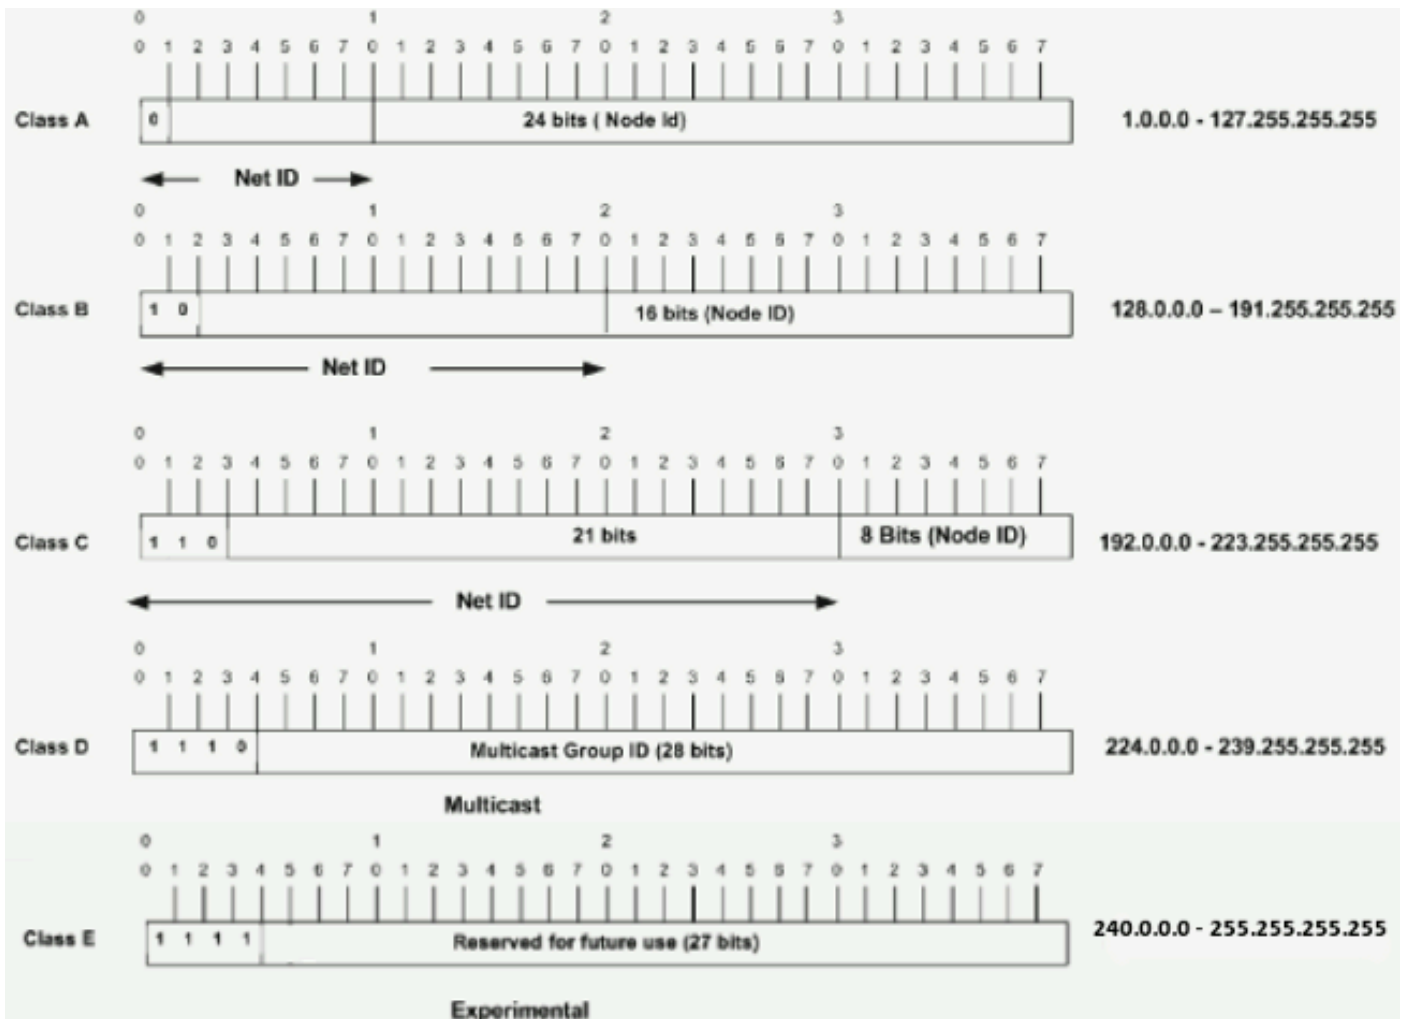 0 1 2 3
0 1 2 3 4 5 6 7 0 1 2 3 4 5 6 7 0 1 2 3 4 5 6 7 0 1 2 3 4 5 6 7
Class A 0 24 bits ( Node Id) 1.0.0.0 - 127.255.255.255
Net ID
0 1 2 3
0 1 2 3 4 5 6 7 0 1 2 3 4 5 6 7 0 1 2 3 4 5 6 7 0 1 2 3 4 5 6 7
Class B 1 0 16 bits (Node ID) 128.0.0.0 – 191.255.255.255
Net ID
0 1 2 3
0 1 2 3 4 5 6 7 0 1 2 3 4 5 6 7 0 1 2 3 4 5 6 7 0 1 2 3 4 5 6 7
Class C 1 1 0 21 bits 8 Bits (Node ID) 192.0.0.0 - 223.255.255.255
Net ID
0 1 2 3
0 1 2 3 4 5 6 7 0 1 2 3 4 5 6 7 0 1 2 3 4 5 6 7 0 1 2 3 4 5 6 7
Class D 1 1 1 0 Multicast Group ID (28 bits) 224.0.0.0 - 239.255.255.255
Multicast
0 1 2 3
0 1 2 3 4 5 6 7 0 1 2 3 4 5 6 7 0 1 2 3 4 5 6 7 0 1 2 3 4 5 6 7
Class E 1 1 1 1 Reserved for future use (27 bits) 240.0.0.0 - 255.255.255.255
Experimental